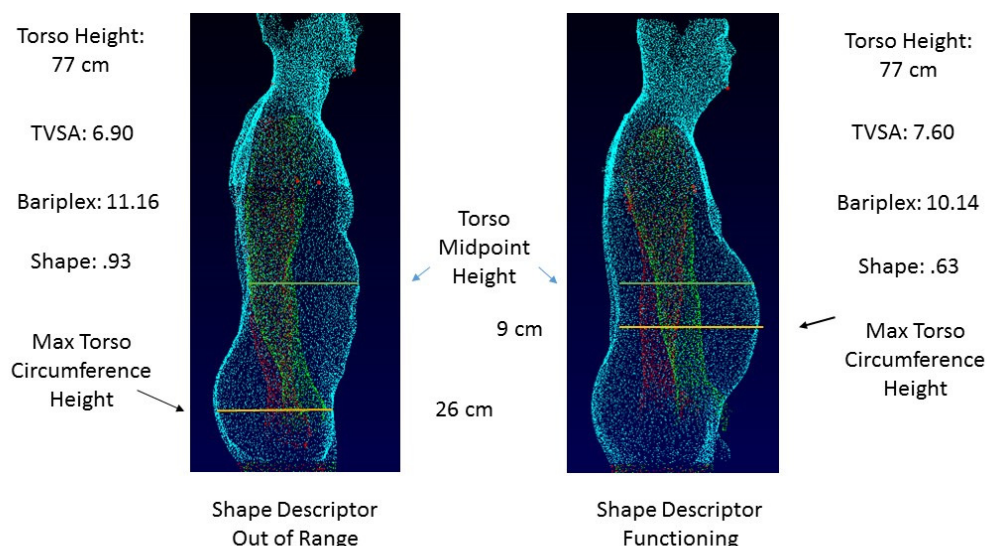 Torso Height:
77 cm
TVSA: 6.90
Bariplex: 11.16
Shape: .93
Max Torso
Circumference
Height
Torso
Midpoint
Height
9 cm
26 cm
Torso Height:
77 cm
TVSA: 7.60
Bariplex: 10.14
Shape: .63
Max Torso
Circumference
Height
Shape Descriptor
Out of Range
Shape Descriptor
Functioning